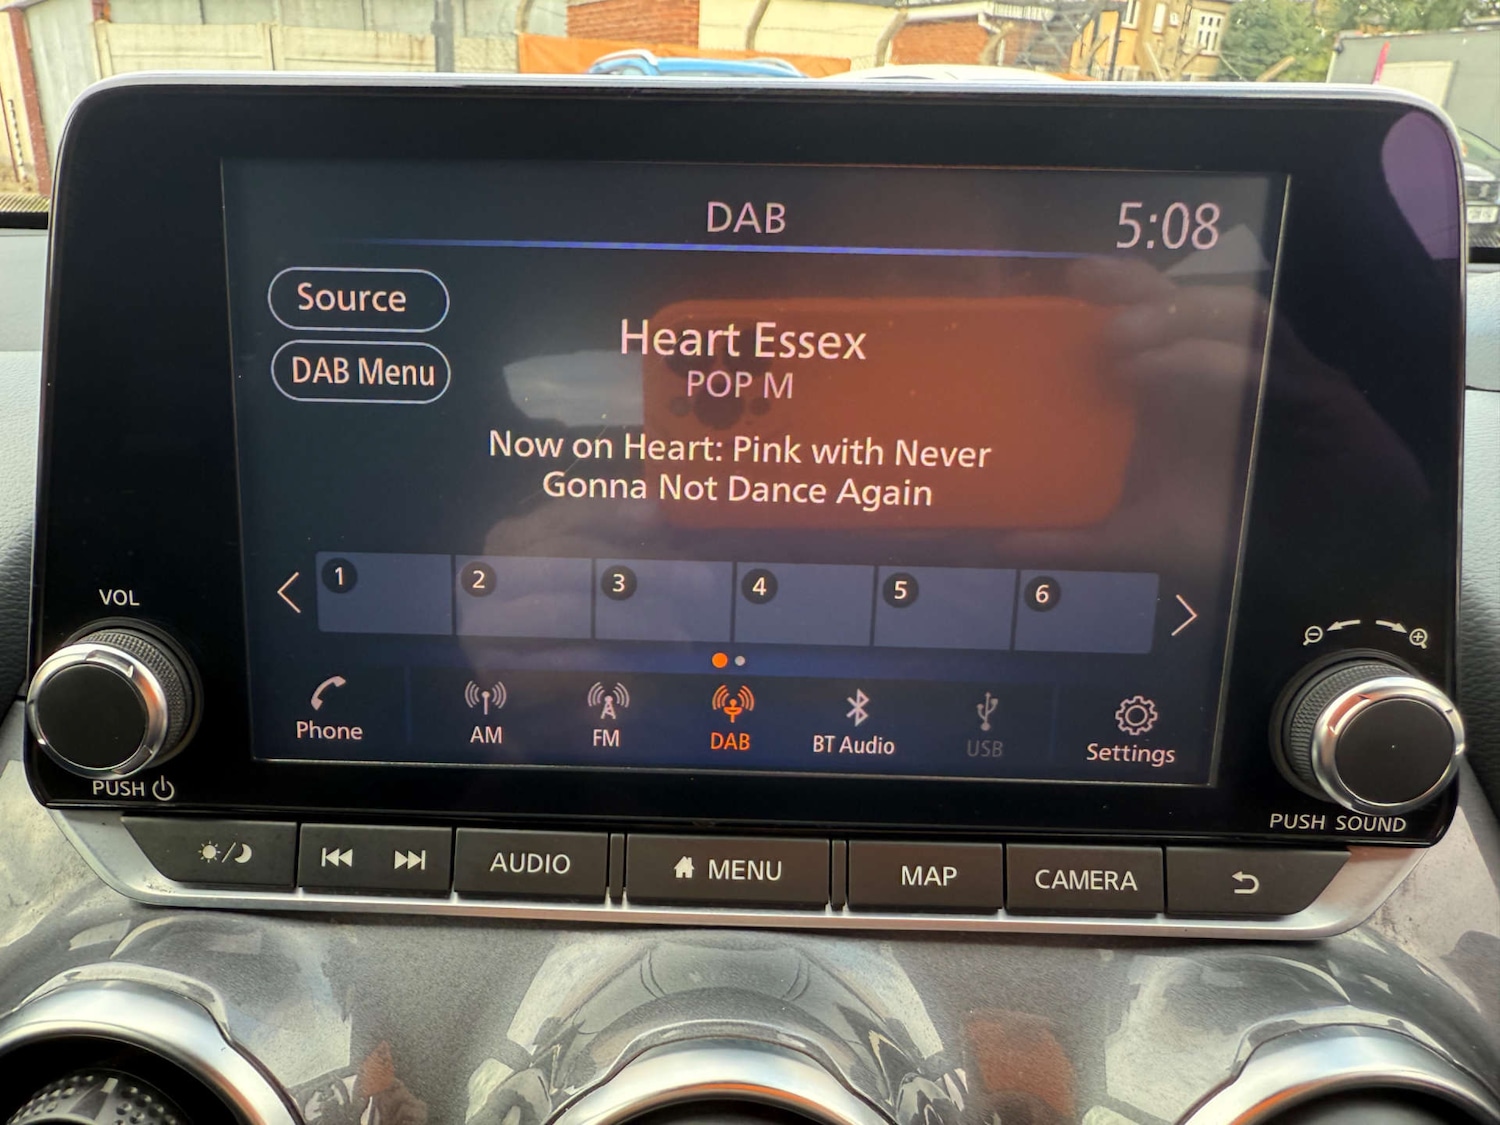 DAB
5:08
Source
DAB Menu
Heart Essex
POP M
Now on Heart: Pink with Never
Gonna Not Dance Again
1 2 3 4 5 6
Phone
AM
FM
DAB
BT Audio
USB
Settings
VOL
PUSH
PUSH SOUND
AUDIO
MENU
MAP
CAMERA